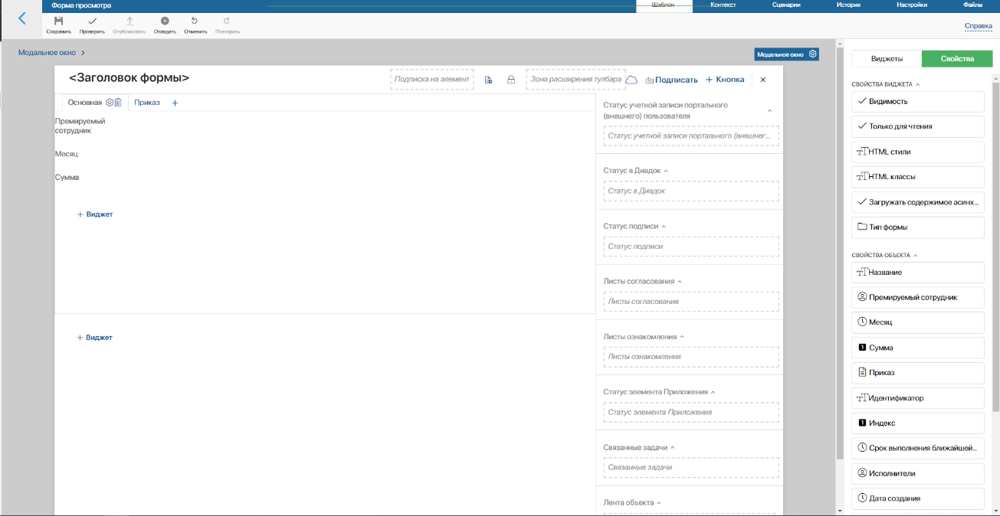 Форма просмотра
Шаблон
Контекст
Сценарии
История
Настройки
Файлы
Сохранить
Проверить
Опубликовать
Отладить
Отменить
Повторить
Справка
Модальное окно
Модальное окно
Виджеты
Свойства
<Заголовок формы>
Подписка на элемент
Зона расширения тулбара
Подписать
+ Кнопка
Основная
Приказ
+
Премируемый
сотрудник
Месяц
Сумма
+ Виджет
+ Виджет
Статус учетной записи портального
(внешнего) пользователя
Статус учетной записи портального (внешнег...
Статус в Диадок
Статус в Диадок
Статус подписи
Статус подписи
Листы согласования
Листы согласования
Листы ознакомления
Листы ознакомления
Статус элемента Приложения
Статус элемента Приложения
Связанные задачи
Связанные задачи
Лента объекта
СВОЙСТВА ВИДЖЕТА
Видимость
Только для чтения
HTML стили
HTML классы
Загружать содержимое асинх...
Тип формы
СВОЙСТВА ОБЪЕКТА
Название
Премируемый сотрудник
Месяц
Сумма
Приказ
Идентификатор
Индекс
Срок выполнения ближайшей...
Исполнители
Дата создания